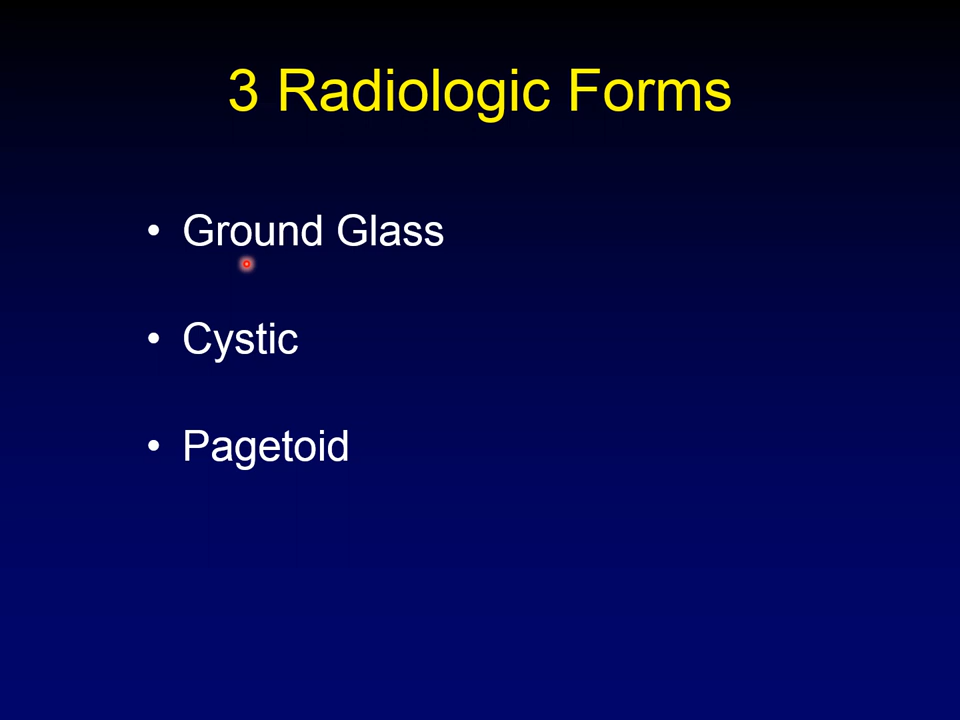 3 Radiologic Forms
• Ground Glass
• Cystic
• Pagetoid